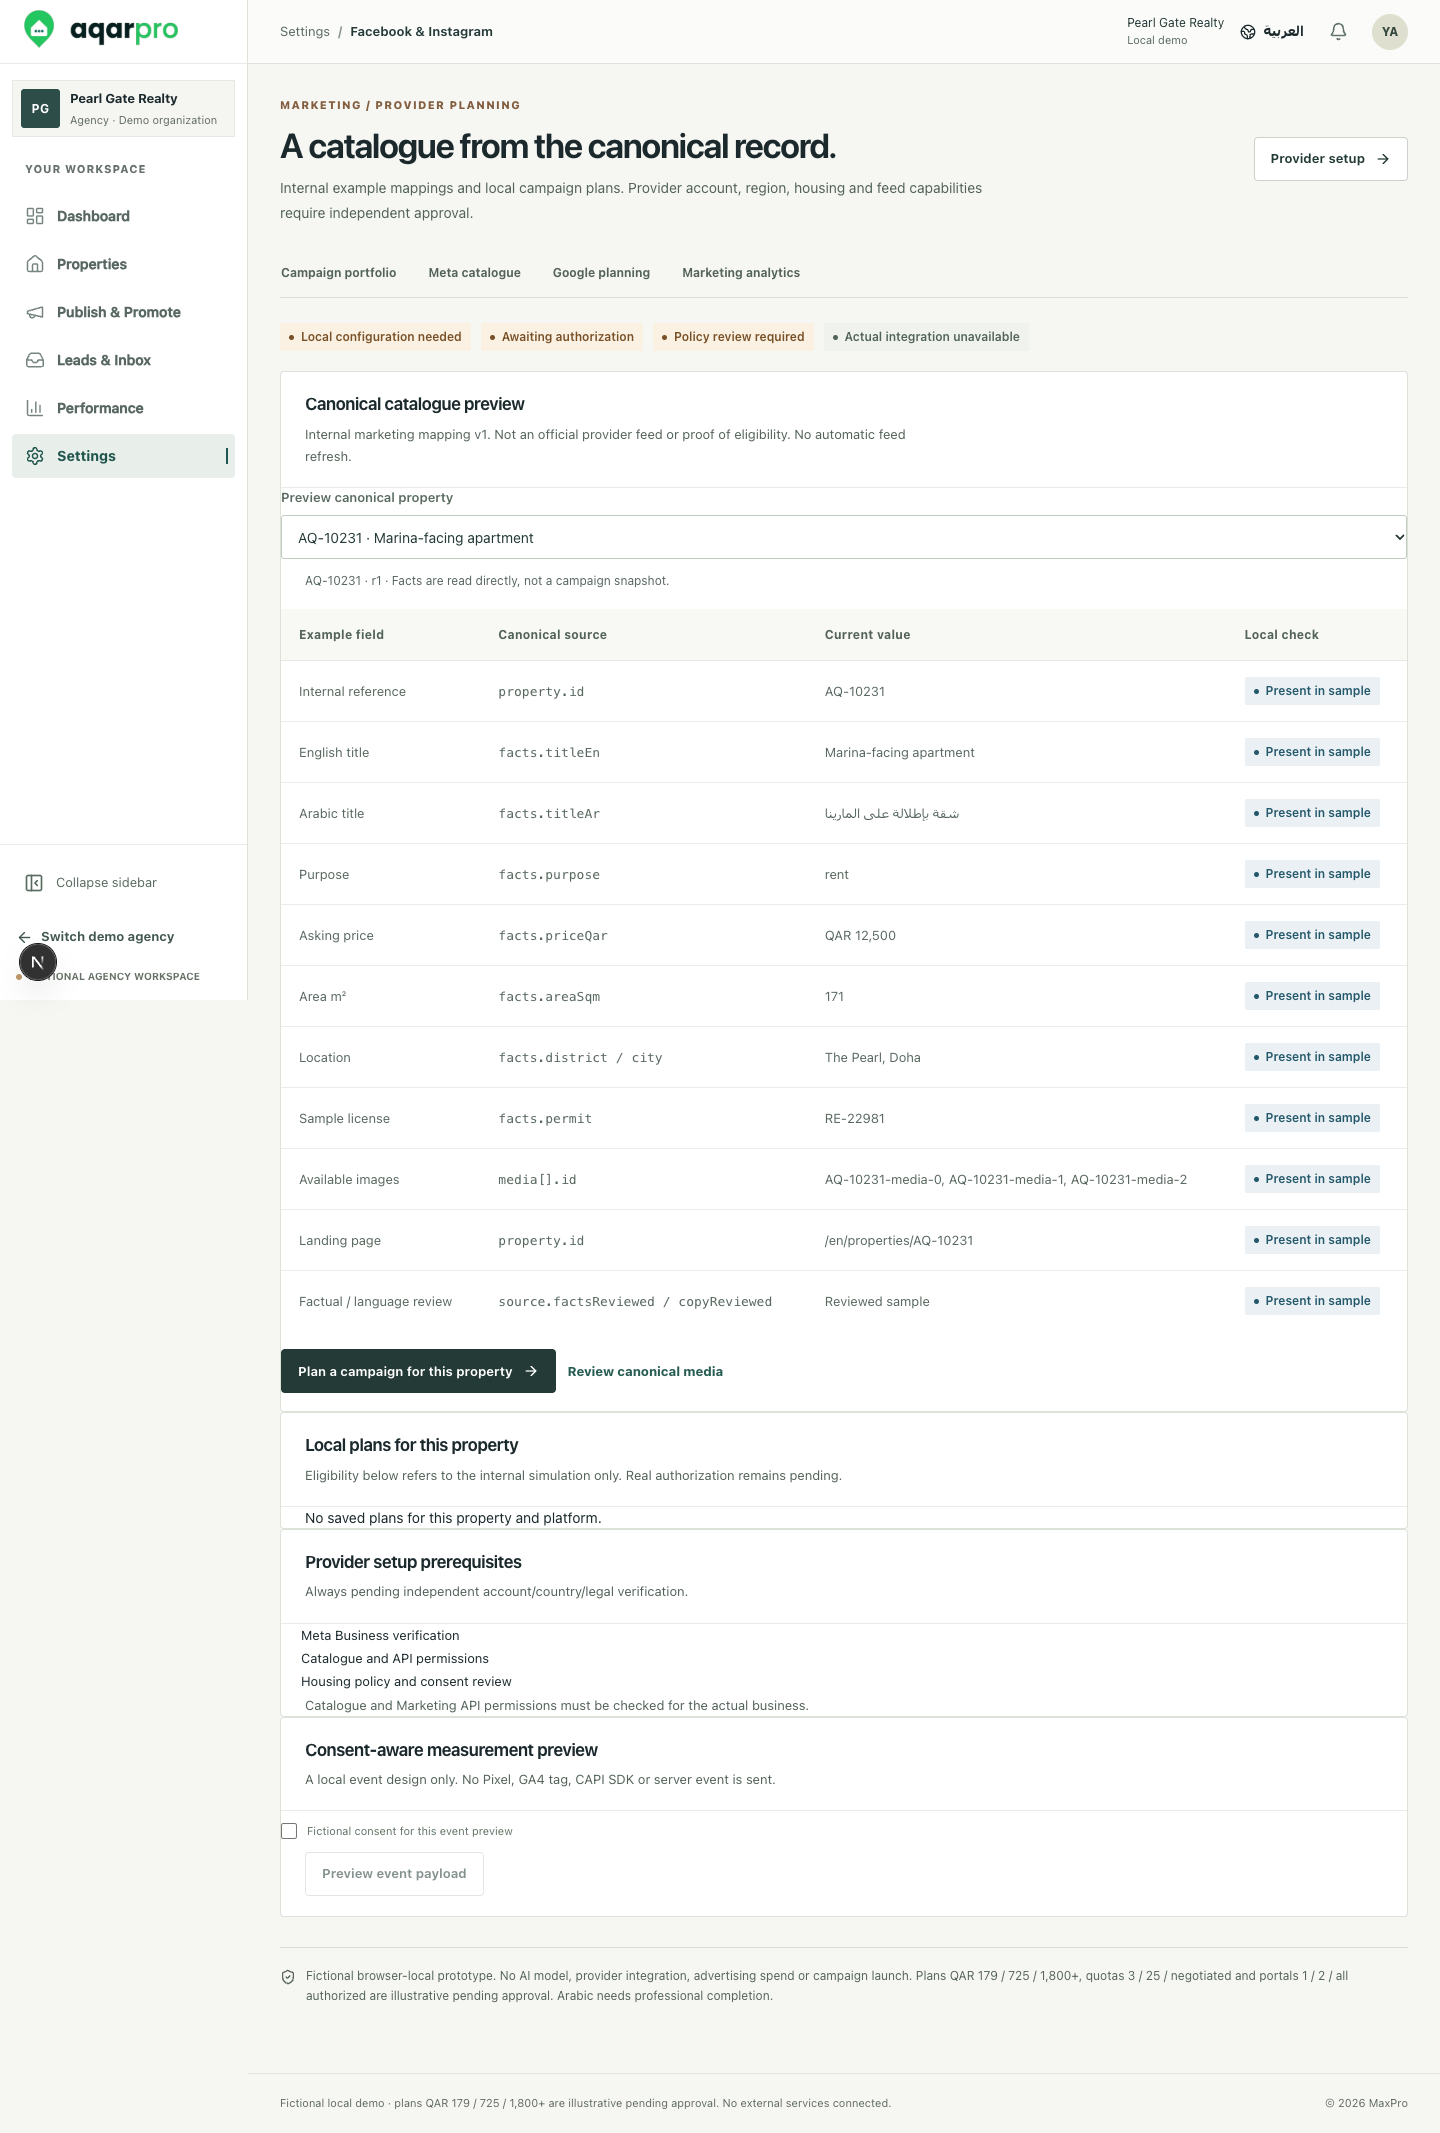 aqarpro
PG
Pearl Gate Realty
Agency · Demo organization
YOUR WORKSPACE
Dashboard
Properties
Publish & Promote
Leads & Inbox
Performance
Settings
Collapse sidebar
Switch demo agency
N
IONAL AGENCY WORKSPACE
Settings / Facebook & Instagram
Pearl Gate Realty
Local demo
العربية
YA
MARKETING / PROVIDER PLANNING
A catalogue from the canonical record.
Internal example mappings and local campaign plans. Provider account, region, housing and feed capabilities
require independent approval.
Provider setup
Campaign portfolio Meta catalogue Google planning Marketing analytics
Local configuration needed Awaiting authorization Policy review required Actual integration unavailable
Canonical catalogue preview
Internal marketing mapping v1. Not an official provider feed or proof of eligibility. No automatic feed
refresh.
Preview canonical property
AQ-10231 · Marina-facing apartment
AQ-10231 · r1 · Facts are read directly, not a campaign snapshot.
Example field Canonical source Current value Local check
Internal reference property.id AQ-10231 Present in sample
English title facts.titleEn Marina-facing apartment Present in sample
Arabic title facts.titleAr شقة بإطلالة على المارينا Present in sample
Purpose facts.purpose rent Present in sample
Asking price facts.priceQar QAR 12,500 Present in sample
Area m² facts.areaSqm 171 Present in sample
Location facts.district / city The Pearl, Doha Present in sample
Sample license facts.permit RE-22981 Present in sample
Available images media[].id AQ-10231-media-0, AQ-10231-media-1, AQ-10231-media-2 Present in sample
Landing page property.id /en/properties/AQ-10231 Present in sample
Factual / language review source.factsReviewed / copyReviewed Reviewed sample Present in sample
Plan a campaign for this property Review canonical media
Local plans for this property
Eligibility below refers to the internal simulation only. Real authorization remains pending.
No saved plans for this property and platform.
Provider setup prerequisites
Always pending independent account/country/legal verification.
Meta Business verification
Catalogue and API permissions
Housing policy and consent review
Catalogue and Marketing API permissions must be checked for the actual business.
Consent-aware measurement preview
A local event design only. No Pixel, GA4 tag, CAPI SDK or server event is sent.
Fictional consent for this event preview
Preview event payload
Fictional browser-local prototype. No AI model, provider integration, advertising spend or campaign launch. Plans QAR 179 / 725 / 1,800+, quotas 3 / 25 / negotiated and portals 1 / 2 / all
authorized are illustrative pending approval. Arabic needs professional completion.
Fictional local demo · plans QAR 179 / 725 / 1,800+ are illustrative pending approval. No external services connected.
© 2026 MaxPro